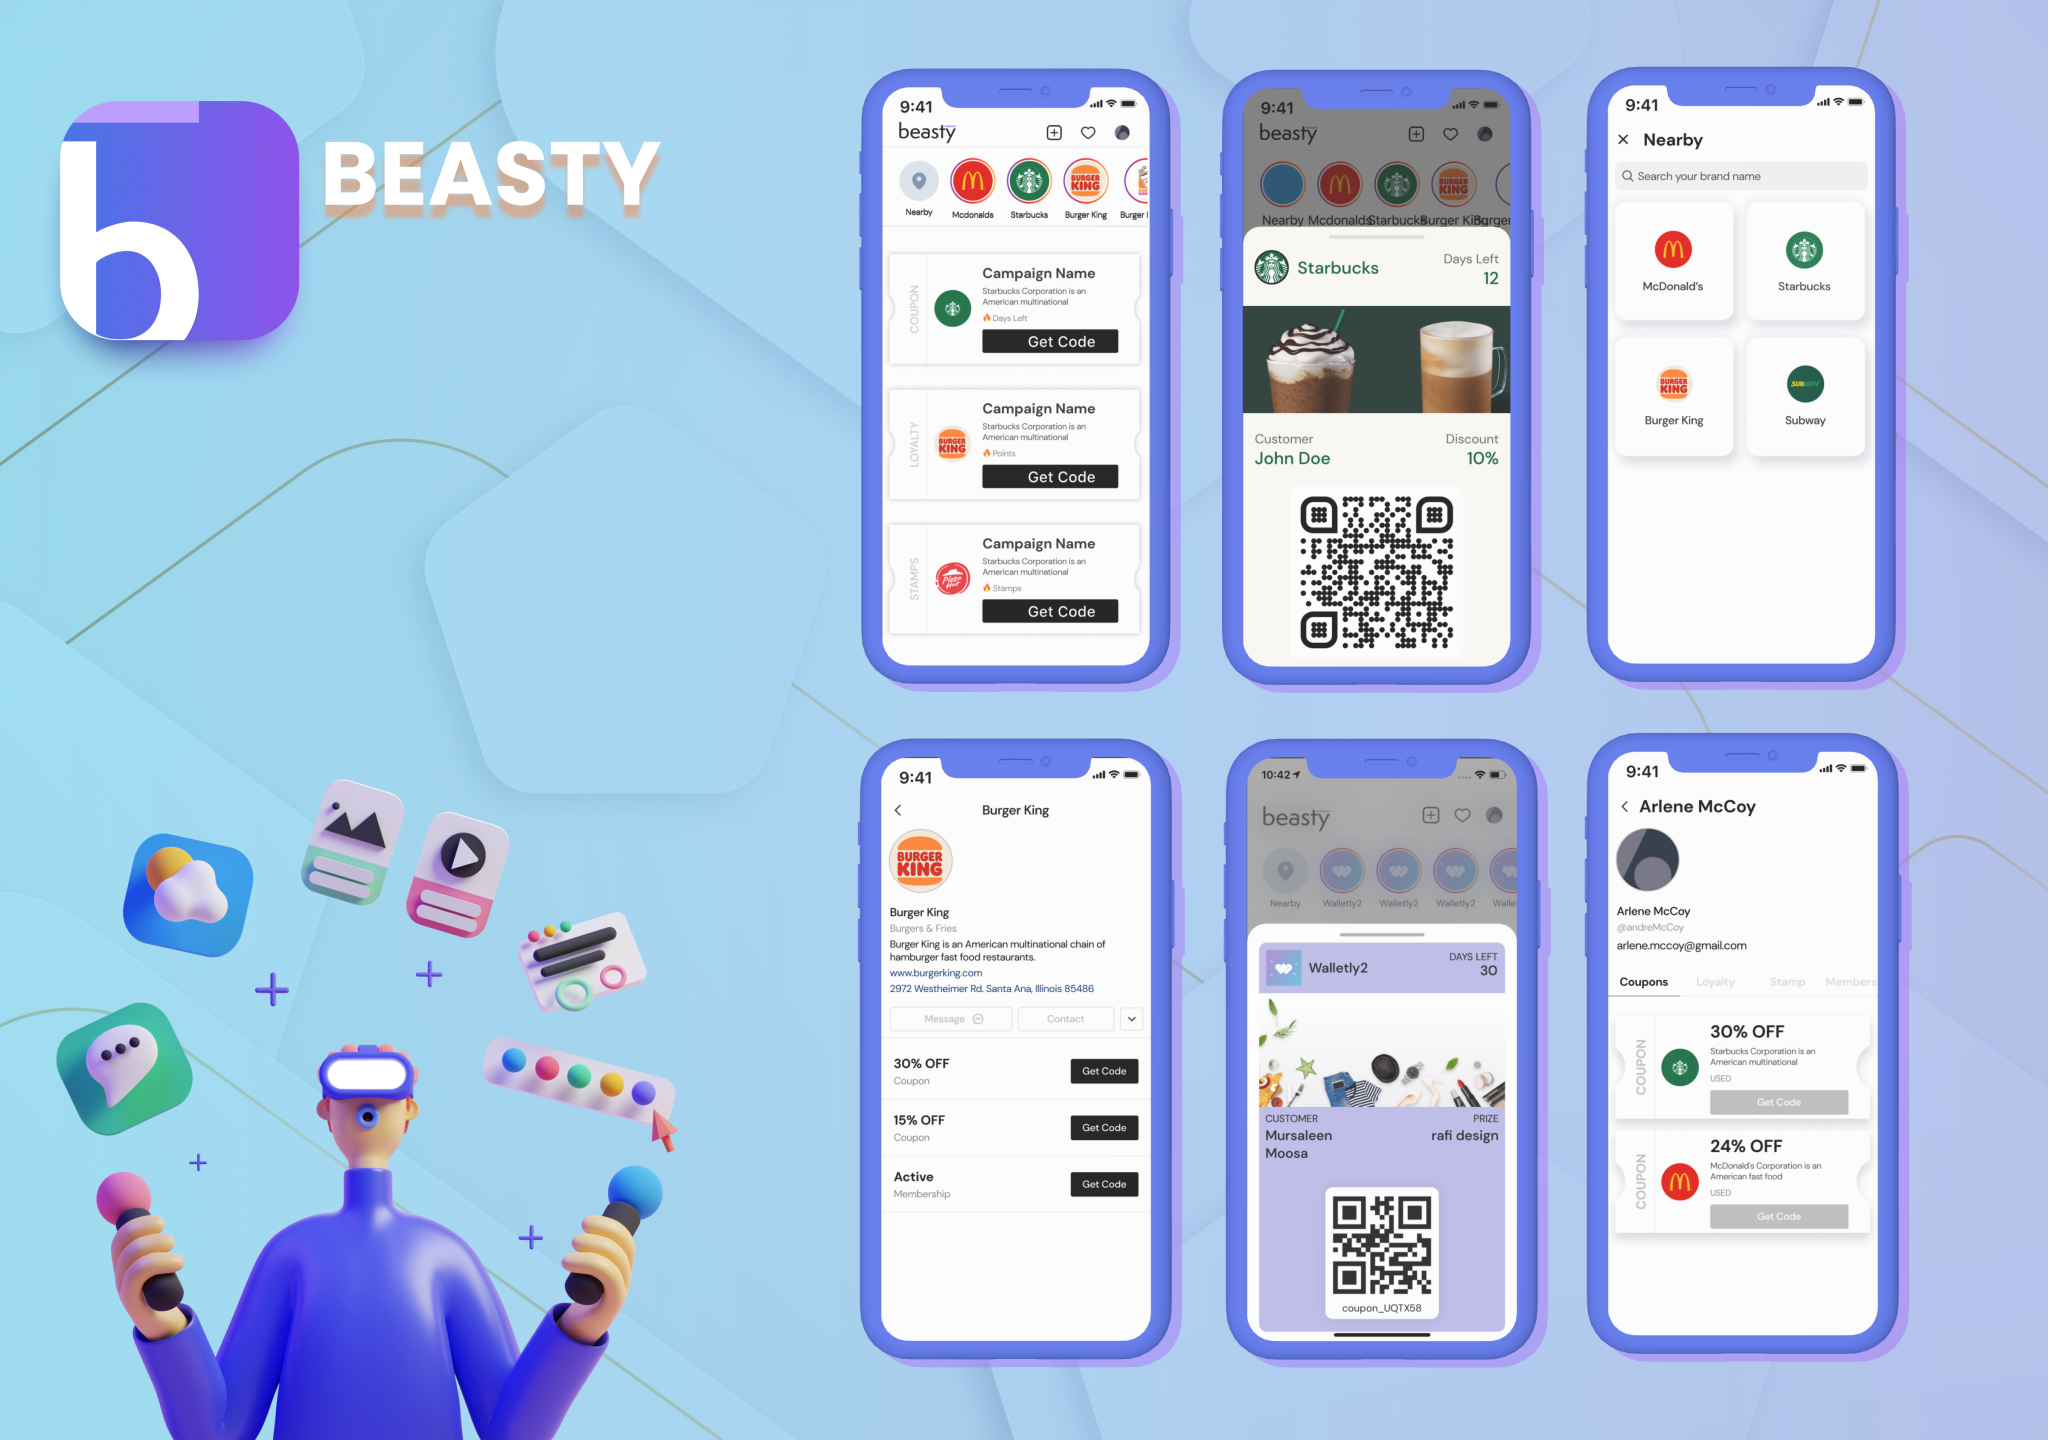 b
BEASTY
9:41
beasty
Nearby
Mcdonalds
Starbucks
Burger King
Burger
COUPON
Campaign Name
Starbucks Corporation is an
American multinational
Days Left
Get Code
LOYALTY
BURGER
KING
Campaign Name
Starbucks Corporation is an
American multinational
Points
Get Code
STAMPS
Pizza
Hut
Campaign Name
Starbucks Corporation is an
American multinational
Stamps
Get Code
9:41
beasty
Nearby Mcdonalds Starbucks Burger King Burger
Starbucks
Days Left
12
Customer
John Doe
Discount
10%
9:41
Nearby
Search your brand name
McDonald's
Starbucks
BURGER
KING
Burger King
SUBWAY
Subway
9:41
Burger King
BURGER
KING
Burger King
Burgers & Fries
Burger King is an American multinational chain of
hamburger fast food restaurants.
www.burgerking.com
2972 Westheimer Rd. Santa Ana, Illinois 85486
Message
Contact
30% OFF
Coupon
Get Code
15% OFF
Coupon
Get Code
Active
Membership
Get Code
10:42
beasty
Nearby
Walletly2
Walletly2
Walletly2
Walle
Walletly2
DAYS LEFT
30
CUSTOMER
Mursaleen
Moosa
PRIZE
rafi design
coupon_UQTX58
9:41
Arlene McCoy
Arlene McCoy
@andreMcCoy
arlene.mccoy@gmail.com
Coupons
Loyalty
Stamp
Members
COUPON
30% OFF
Starbucks Corporation is an
American multinational
USED
Get Code
COUPON
24% OFF
McDonald's Corporation is an
American fast food
USED
Get Code